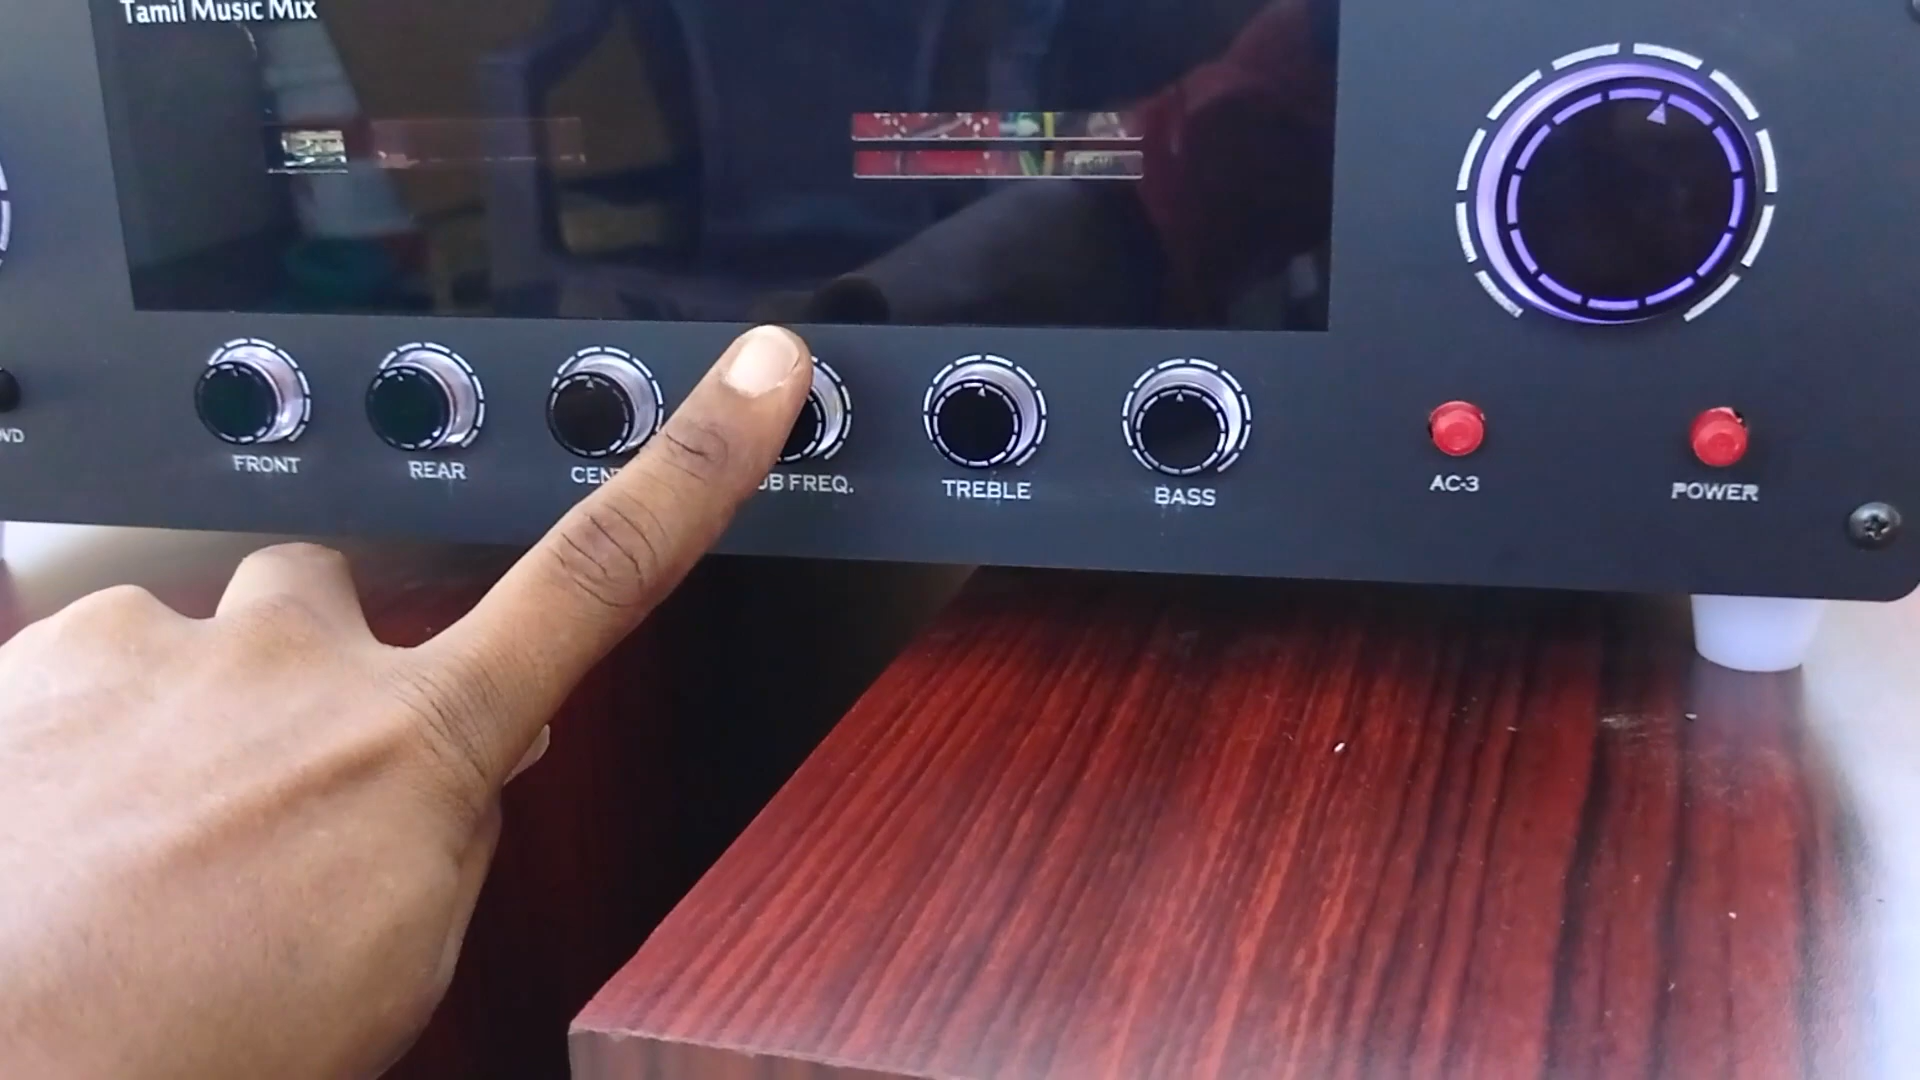 Tamil Music Mix
FRONT
REAR
FREQ.
TREBLE
BASS
AC-3
POWER